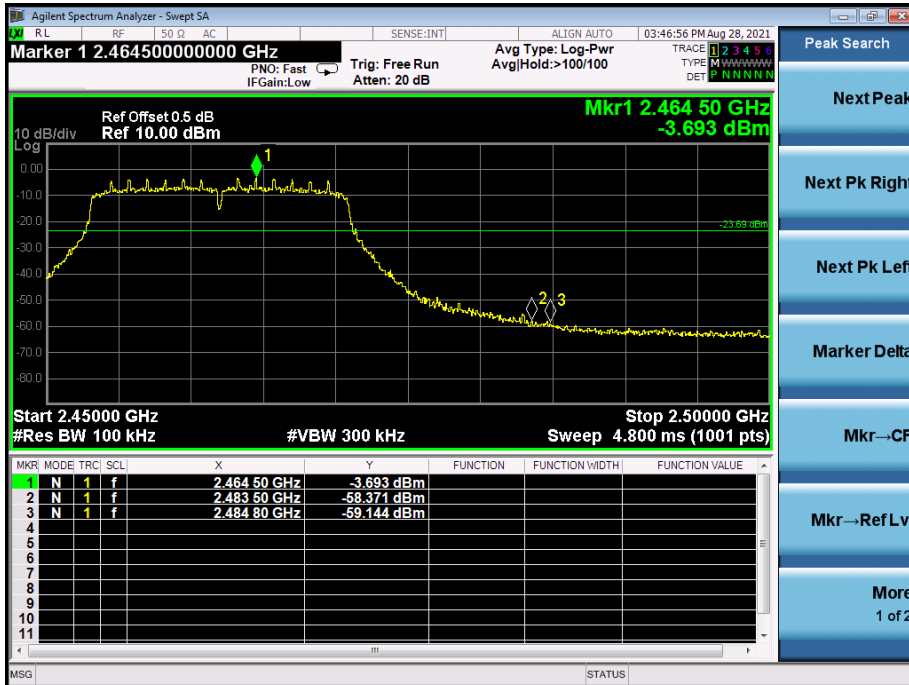 Agilent Spectrum Analyzer - Swept SA
LXI RL RF 50 Ω AC SENSE:INT ALIGN AUTO 03:46:56 PM Aug 28, 2021
Marker 1 2.464500000000 GHz
PNO: Fast
IFGain:Low
Trig: Free Run
Atten: 20 dB
Avg Type: Log-Pwr
Avg|Hold:>100/100
TRACE 1 2 3 4 5 6
TYPE M W W W W W
DET P N N N N N
Peak Search
Next Peak
Next Pk Right
Next Pk Left
Marker Delta
Mkr→CF
Mkr→Ref Lv
More
1 of 2
Mkr1 2.464 50 GHz
-3.693 dBm
Ref Offset 0.5 dB
10 dB/div Ref 10.00 dBm
Log
0.00
-10.0
-20.0
-30.0
-40.0
-50.0
-60.0
-70.0
-80.0
1
-23.69 dBm
2 3
Start 2.45000 GHz Stop 2.50000 GHz
#Res BW 100 kHz #VBW 300 kHz Sweep 4.800 ms (1001 pts)
MKR MODE TRC SCL X Y FUNCTION FUNCTION WIDTH FUNCTION VALUE
1 N 1 f 2.464 50 GHz -3.693 dBm
2 N 1 f 2.483 50 GHz -58.371 dBm
3 N 1 f 2.484 80 GHz -59.144 dBm
4
5
6
7
8
9
10
11
MSG STATUS